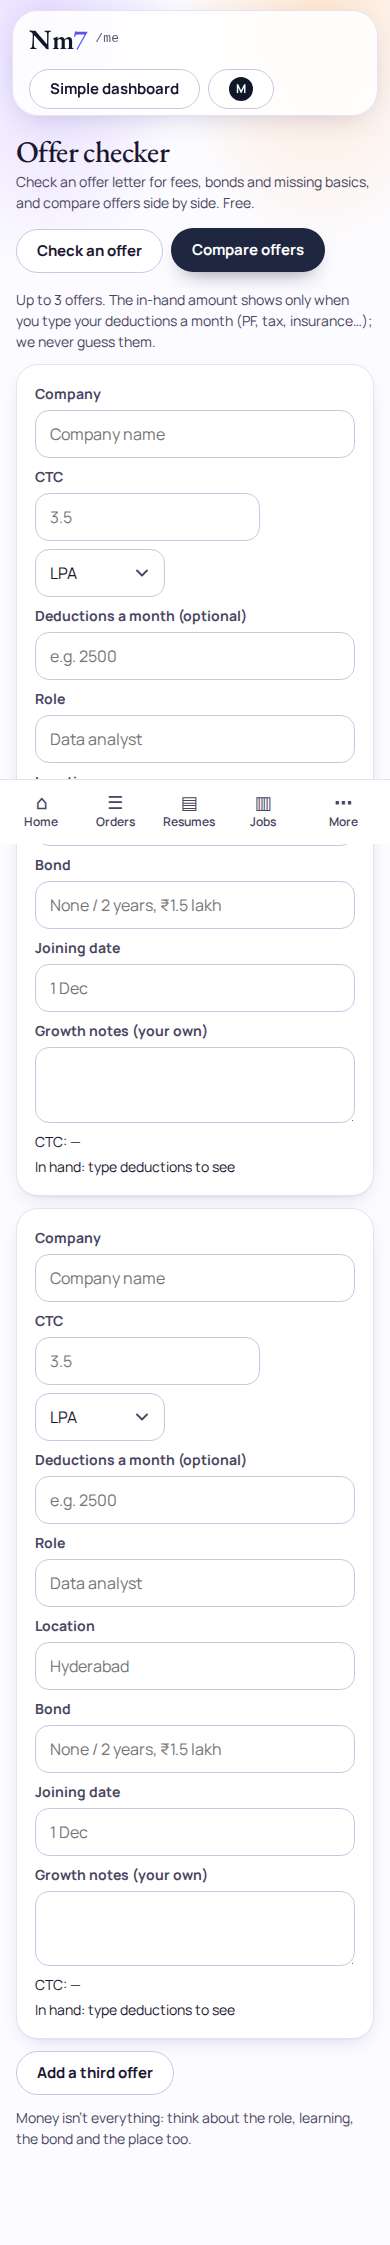 Nm7 /me
Simple dashboard
M
Offer checker
Check an offer letter for fees, bonds and missing basics,
and compare offers side by side. Free.
Check an offer
Compare offers
Up to 3 offers. The in-hand amount shows only when
you type your deductions a month (PF, tax, insurance…);
we never guess them.
Company
Company name
CTC
3.5
LPA
Deductions a month (optional)
e.g. 2500
Role
Data analyst
Home
Orders
Resumes
Jobs
More
Bond
None / 2 years, ₹1.5 lakh
Joining date
1 Dec
Growth notes (your own)
CTC: —
In hand: type deductions to see
Company
Company name
CTC
3.5
LPA
Deductions a month (optional)
e.g. 2500
Role
Data analyst
Location
Hyderabad
Bond
None / 2 years, ₹1.5 lakh
Joining date
1 Dec
Growth notes (your own)
CTC: —
In hand: type deductions to see
Add a third offer
Money isn't everything: think about the role, learning,
the bond and the place too.